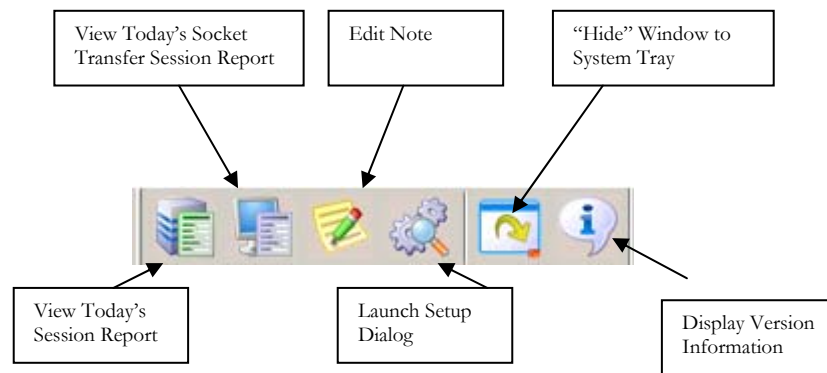 View Today’s Socket
Transfer Session Report
Edit Note
“Hide” Window to
System Tray
View Today’s
Session Report
Launch Setup
Dialog
Display Version
Information